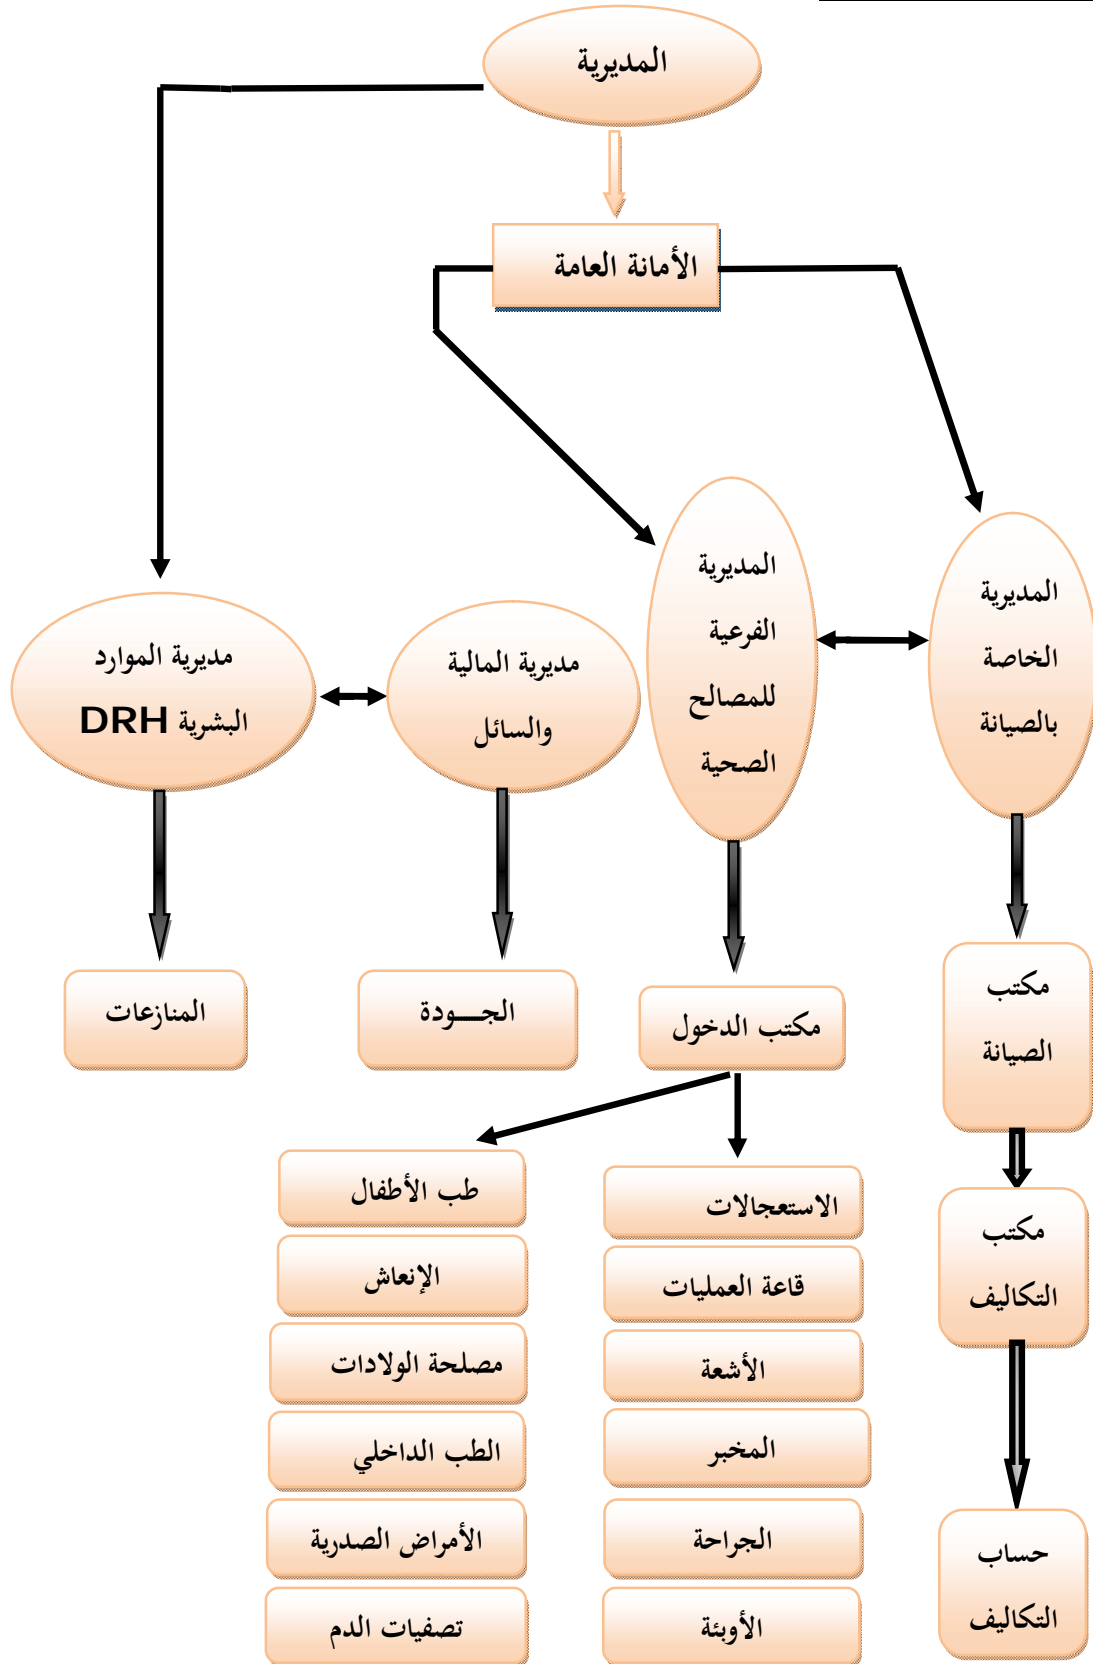 المديرية
الأمانة العامة
المديرية
الخاصة
بالصيانة
المديرية
الفرعية
للمصالح
الصحية
مديرية المالية
والسائل
مديرية الموارد
البشرية DRH
مكتب
الصيانة
مكتب الدخول
الجـــودة
المنازعات
مكتب
التكاليف
حساب
التكاليف
الاستعجالات
قاعة العمليات
الأشعة
المخبر
الجراحة
الأوبئة
طب الأطفال
الإنعاش
مصلحة الولادات
الطب الداخلي
الأمراض الصدرية
تصفيات الدم